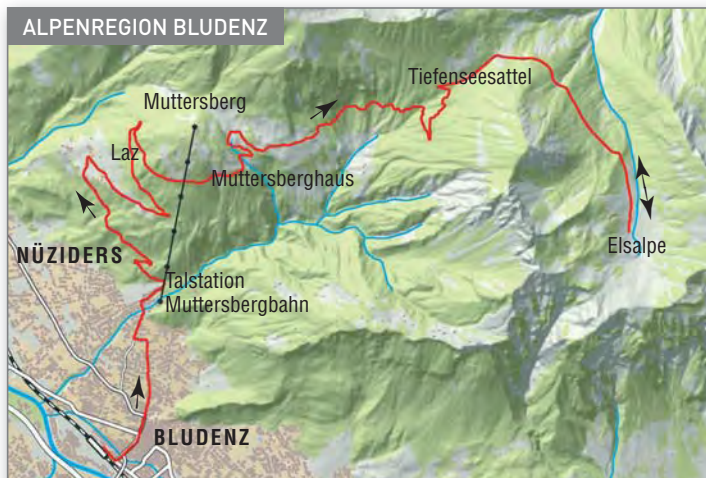 ALPENREGION BLUDENZ
Tiefenseesattel
Muttersberg
Laz
Muttersberghaus
NÜZIDERS
Elsalpe
Talstation
Muttersbergbahn
BLUDENZ